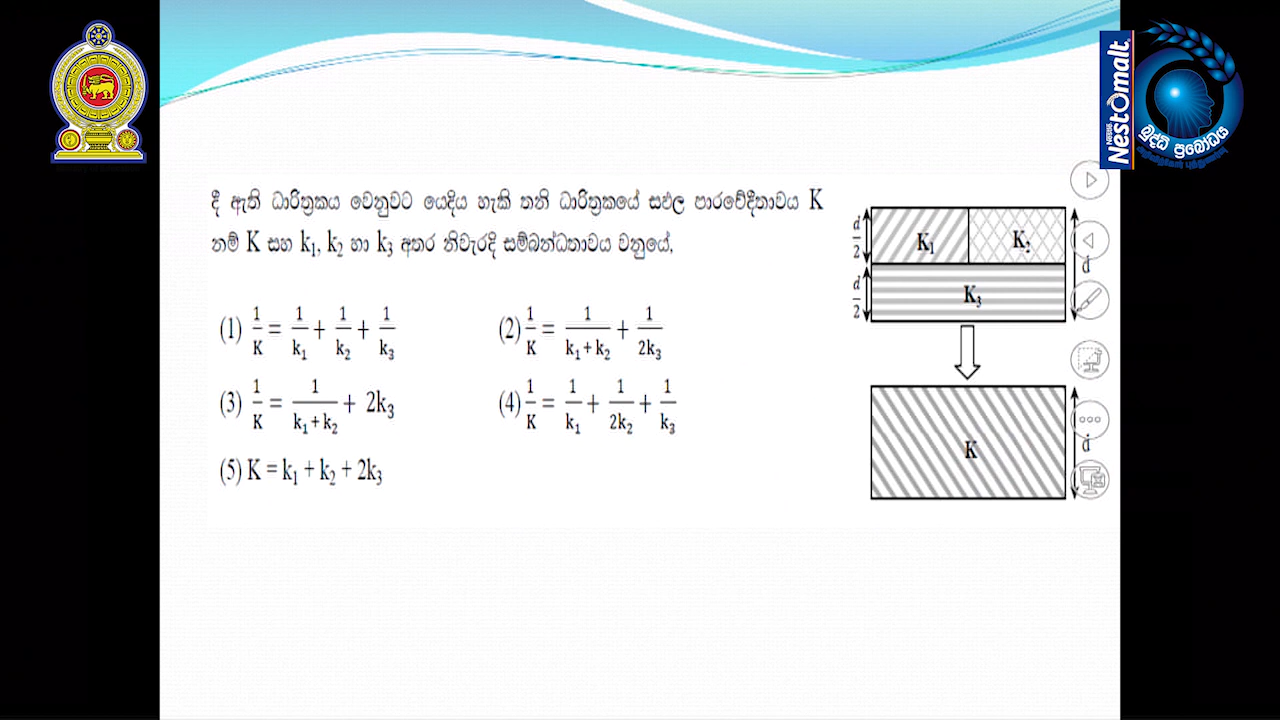 Nestlé
Nestomalt
බුද්ධි ප්‍රබෝධය
දී ඇති ධාරිත්‍රකය වෙනුවට යෙදිය හැකි තනි ධාරිත්‍රකයේ සඵල පාරවේදීතාවය K
නම් K සහ k₁, k₂ හා k₃ අතර නිවැරදි සම්බන්ධතාවය වනුයේ,
(1) 1/K = 1/k₁ + 1/k₂ + 1/k₃
(2) 1/K = 1/(k₁+k₂) + 1/2k₃
(3) 1/K = 1/(k₁+k₂) + 2k₃
(4) 1/K = 1/k₁ + 1/2k₂ + 1/k₃
(5) K = k₁ + k₂ + 2k₃
d/2 K₁ K₂
d
d/2 K₃
K d